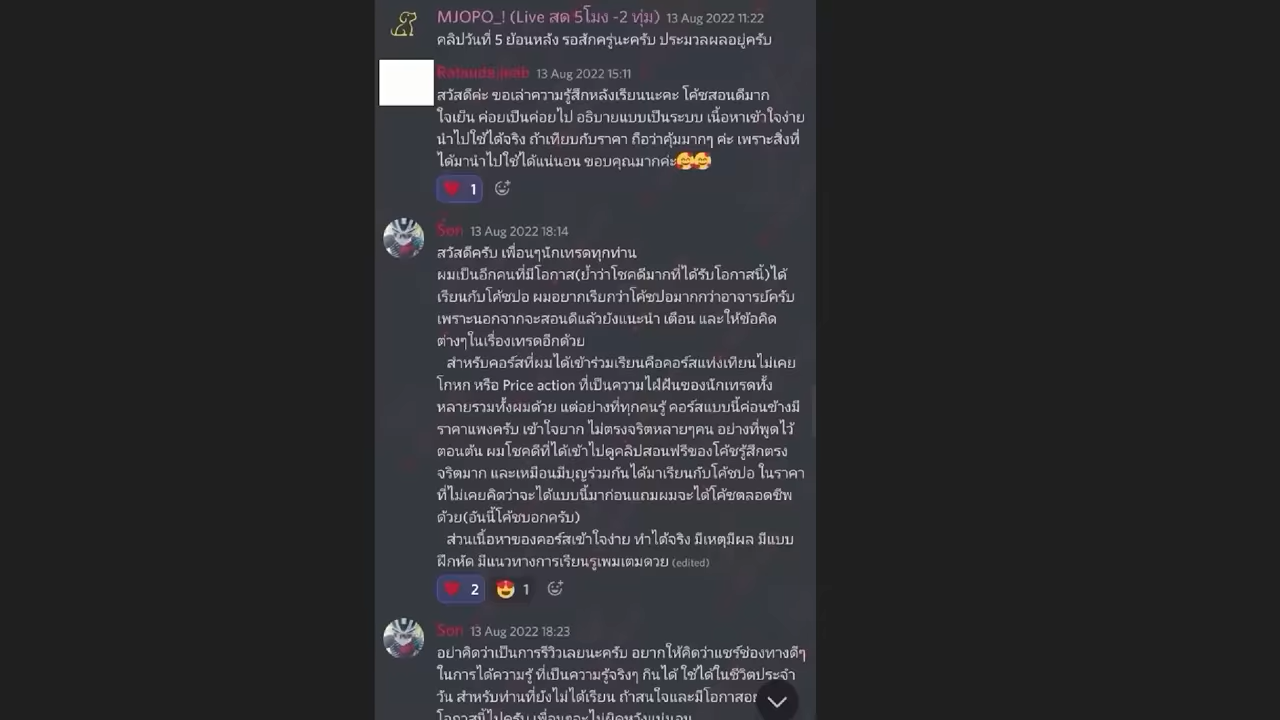 MJOPO_! (Live สด 5โมง -2 ทุ่ม) 13 Aug 2022 11:22
คลิปวันที่ 5 ย้อนหลัง รอสักครู่นะครับ ประมวลผลอยู่ครับ
13 Aug 2022 15:11
สวัสดีค่ะ ขอเล่าความรู้สึกหลังเรียนนะคะ โค้ชสอนดีมาก
ใจเย็น ค่อยเป็นค่อยไป อธิบายแบบเป็นระบบ เนื้อหาเข้าใจง่าย
นำไปใช้ได้จริง ถ้าเทียบกับราคา ถือว่าคุ้มมากๆ ค่ะ เพราะสิ่งที่
ได้มานำไปใช้ได้แน่นอน ขอบคุณมากค่ะ🥰🥰
❤️ 1
Son 13 Aug 2022 18:14
สวัสดีครับ เพื่อนๆนักเทรดทุกท่าน
ผมเป็นอีกคนที่มีโอกาส(ย้ำว่าโชคดีมากที่ได้รับโอกาสนี้)ได้
เรียนกับโค้ชปอ ผมอยากเรียกว่าโค้ชปอมากกว่าอาจารย์ครับ
เพราะนอกจากจะสอนดีแล้วยังแนะนำ เตือน และให้ข้อคิด
ต่างๆในเรื่องเทรดอีกด้วย
สำหรับคอร์สที่ผมได้เข้าร่วมเรียนคือคอร์สแท่งเทียนไม่เคย
โกหก หรือ Price action ที่เป็นความใฝ่ฝันของนักเทรดทั้ง
หลายรวมทั้งผมด้วย แต่อย่างที่ทุกคนรู้ คอร์สแบบนี้ค่อนข้างมี
ราคาแพงครับ เข้าใจยาก ไม่ตรงจริตหลายๆคน อย่างที่พูดไว้
ตอนต้น ผมโชคดีที่ได้เข้าไปดูคลิปสอนฟรีของโค้ชรู้สึกตรง
จริตมาก และเหมือนมีบุญร่วมกันได้มาเรียนกับโค้ชปอ ในราคา
ที่ไม่เคยคิดว่าจะได้แบบนี้มาก่อนแถมผมจะได้โค้ชตลอดชีพ
ด้วย(อันนี้โค้ชบอกครับ)
ส่วนเนื้อหาของคอร์สเข้าใจง่าย ทำได้จริง มีเหตุมีผล มีแบบ
ฝึกหัด มีแนวทางการเรียนรู้เพิ่มเติมด้วย (edited)
❤️ 2 😍 1
Son 13 Aug 2022 18:23
อย่าคิดว่าเป็นการรีวิวเลยนะครับ อยากให้คิดว่าแชร์ช่องทางดีๆ
ในการได้ความรู้ ที่เป็นความรู้จริงๆ กินได้ ใช้ได้ในชีวิตประจำ
วัน สำหรับท่านที่ยังไม่ได้เรียน ถ้าสนใจและมีโอกาส
โอกาสนี้ไปครับ เพื่อนๆจะไม่ผิดหวังแน่นอน